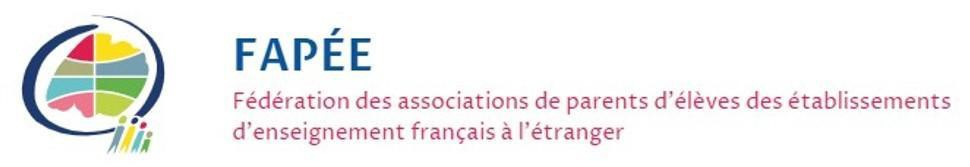 FAPÉE
Fédération des associations de parents d'élèves des établissements
d'enseignement français à l'étranger